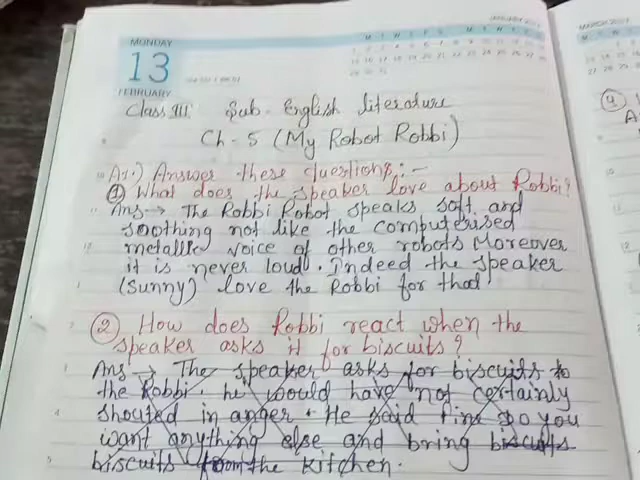 MONDAY
13
FEBRUARY
M T W T F S S M T W T F S S
MARCH 2023
Class III Sub - English literature
Ch - 5 (My Robot Robbi)
A1.) Answer these questions :-
① What does the speaker love about Robbi?
Ans → The Robbi Robot speaks soft and
soothing not like the computerised
metallic voice of other robots Moreover
it is never loud. Indeed the speaker
(Sunny) love the Robbi for that
② How does Robbi react when the
speaker asks it for biscuits?
Ans → The speaker asks for biscuits to
the Robbi. he would have not certainly
shouted in anger. He said fine Do you
want anything else and bring biscuits
biscuits from the kitchen.